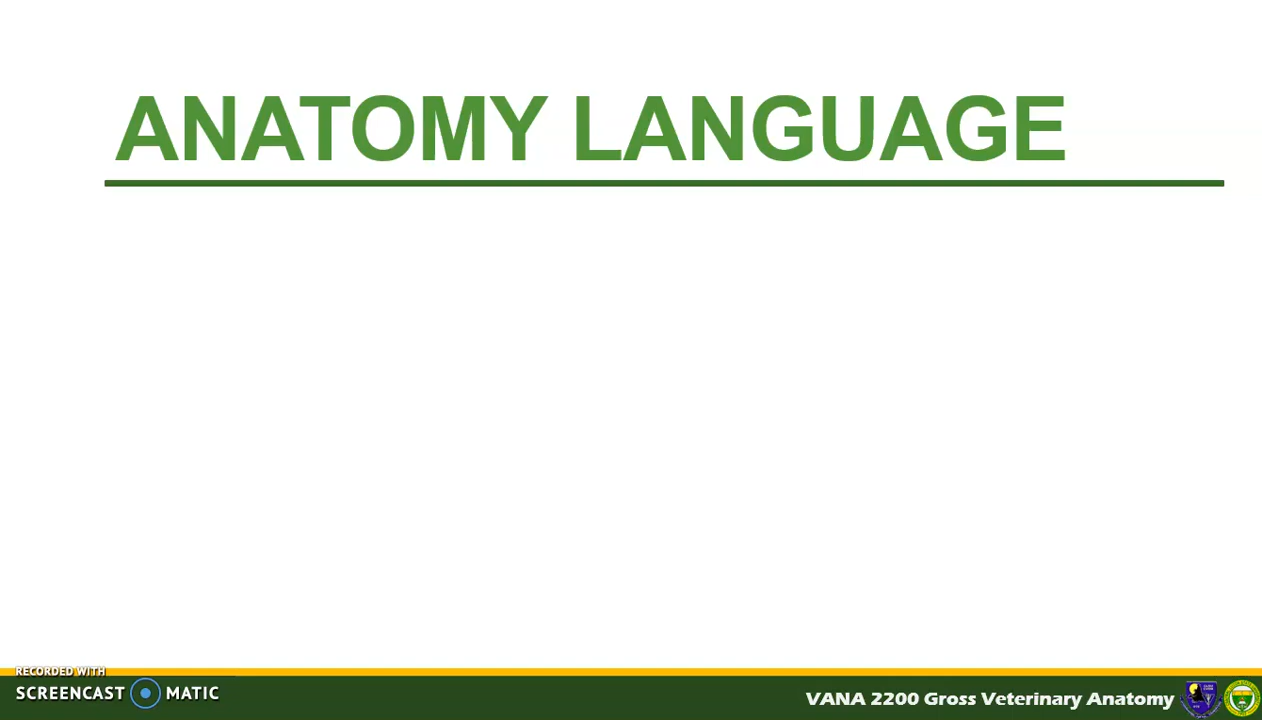 ANATOMY LANGUAGE
RECORDED WITH
SCREENCAST MATIC
VANA 2200 Gross Veterinary Anatomy